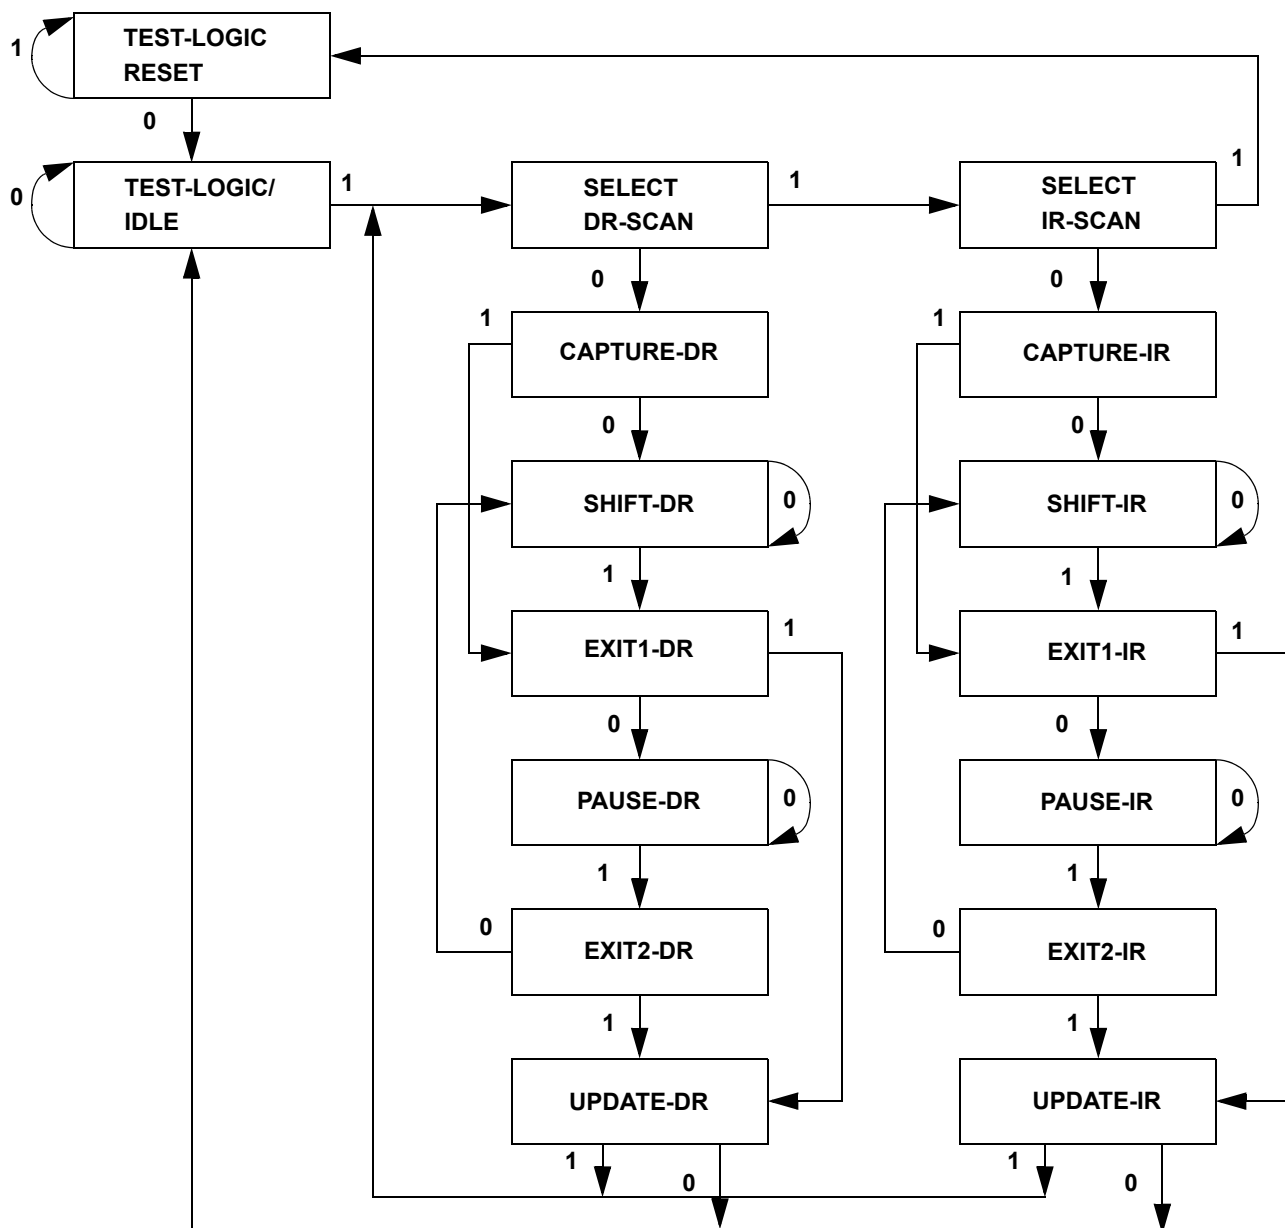 TEST-LOGIC
RESET
1
0
TEST-LOGIC/
IDLE
0
1
SELECT
DR-SCAN
1
SELECT
IR-SCAN
1
0
0
1
CAPTURE-DR
1
CAPTURE-IR
0
0
SHIFT-DR
0
SHIFT-IR
0
1
1
EXIT1-DR
1
EXIT1-IR
1
0
0
PAUSE-DR
0
PAUSE-IR
0
1
1
0
EXIT2-DR
0
EXIT2-IR
1
1
UPDATE-DR
UPDATE-IR
1
0
1
0